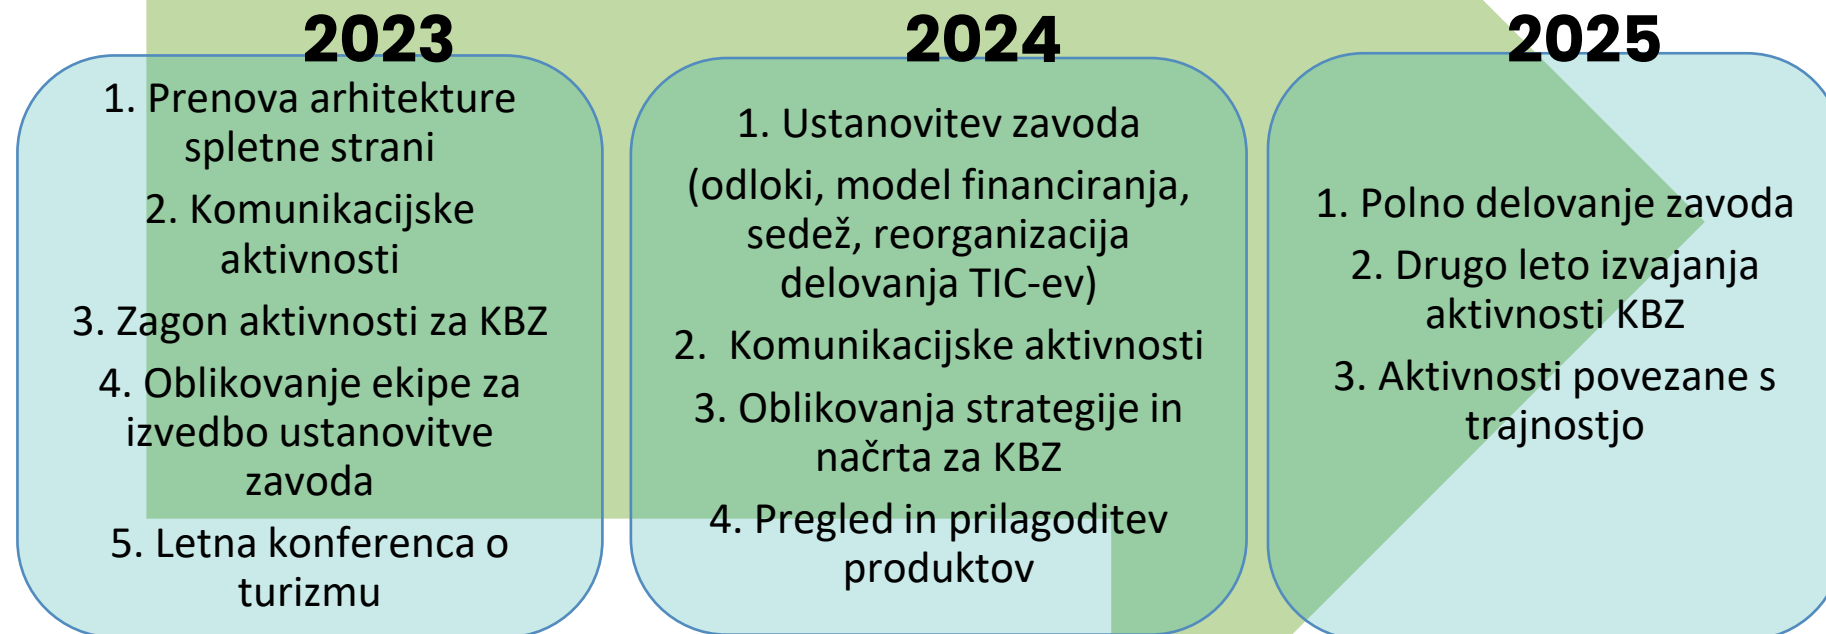 2023
1. Prenova arhitekture
spletne strani
2. Komunikacijske
aktivnosti
3. Zagon aktivnosti za KBZ
4. Oblikovanje ekipe za
izvedbo ustanovitve
zavoda
5. Letna konferenca o
turizmu
2024
1. Ustanovitev zavoda
(odloki, model financiranja,
sedež, reorganizacija
delovanja TIC-ev)
2. Komunikacijske aktivnosti
3. Oblikovanja strategije in
načrta za KBZ
4. Pregled in prilagoditev
produktov
2025
1. Polno delovanje zavoda
2. Drugo leto izvajanja
aktivnosti KBZ
3. Aktivnosti povezane s
trajnostjo